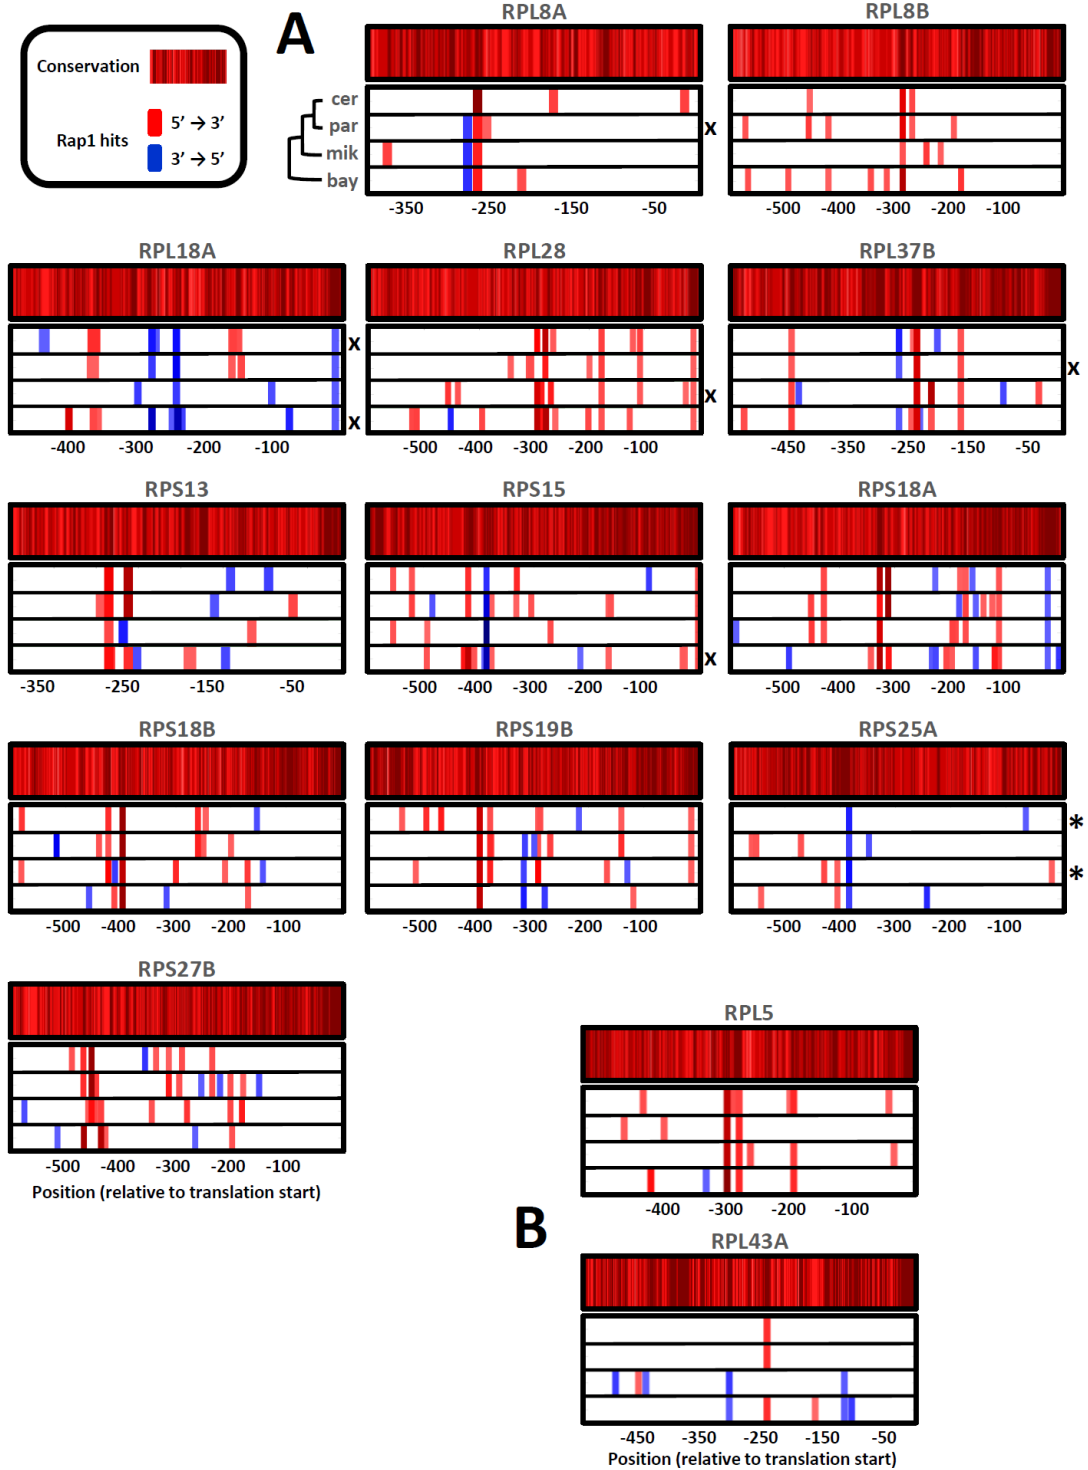 A
RPL8A
RPL8B
Conservation
Rap1 hits
5’ → 3’
3’ → 5’
cer
par
mik
bay
x
-350 -250 -150 -50
-500 -400 -300 -200 -100
RPL18A
RPL28
RPL37B
x
x
x
x
-400 -300 -200 -100
-500 -400 -300 -200 -100
-450 -350 -250 -150 -50
RPS13
RPS15
RPS18A
x
-350 -250 -150 -50
-500 -400 -300 -200 -100
-500 -400 -300 -200 -100
RPS18B
RPS19B
RPS25A
*
*
-500 -400 -300 -200 -100
-500 -400 -300 -200 -100
-500 -400 -300 -200 -100
RPS27B
-500 -400 -300 -200 -100
Position (relative to translation start)
B
RPL5
-400 -300 -200 -100
RPL43A
-450 -350 -250 -150 -50
Position (relative to translation start)